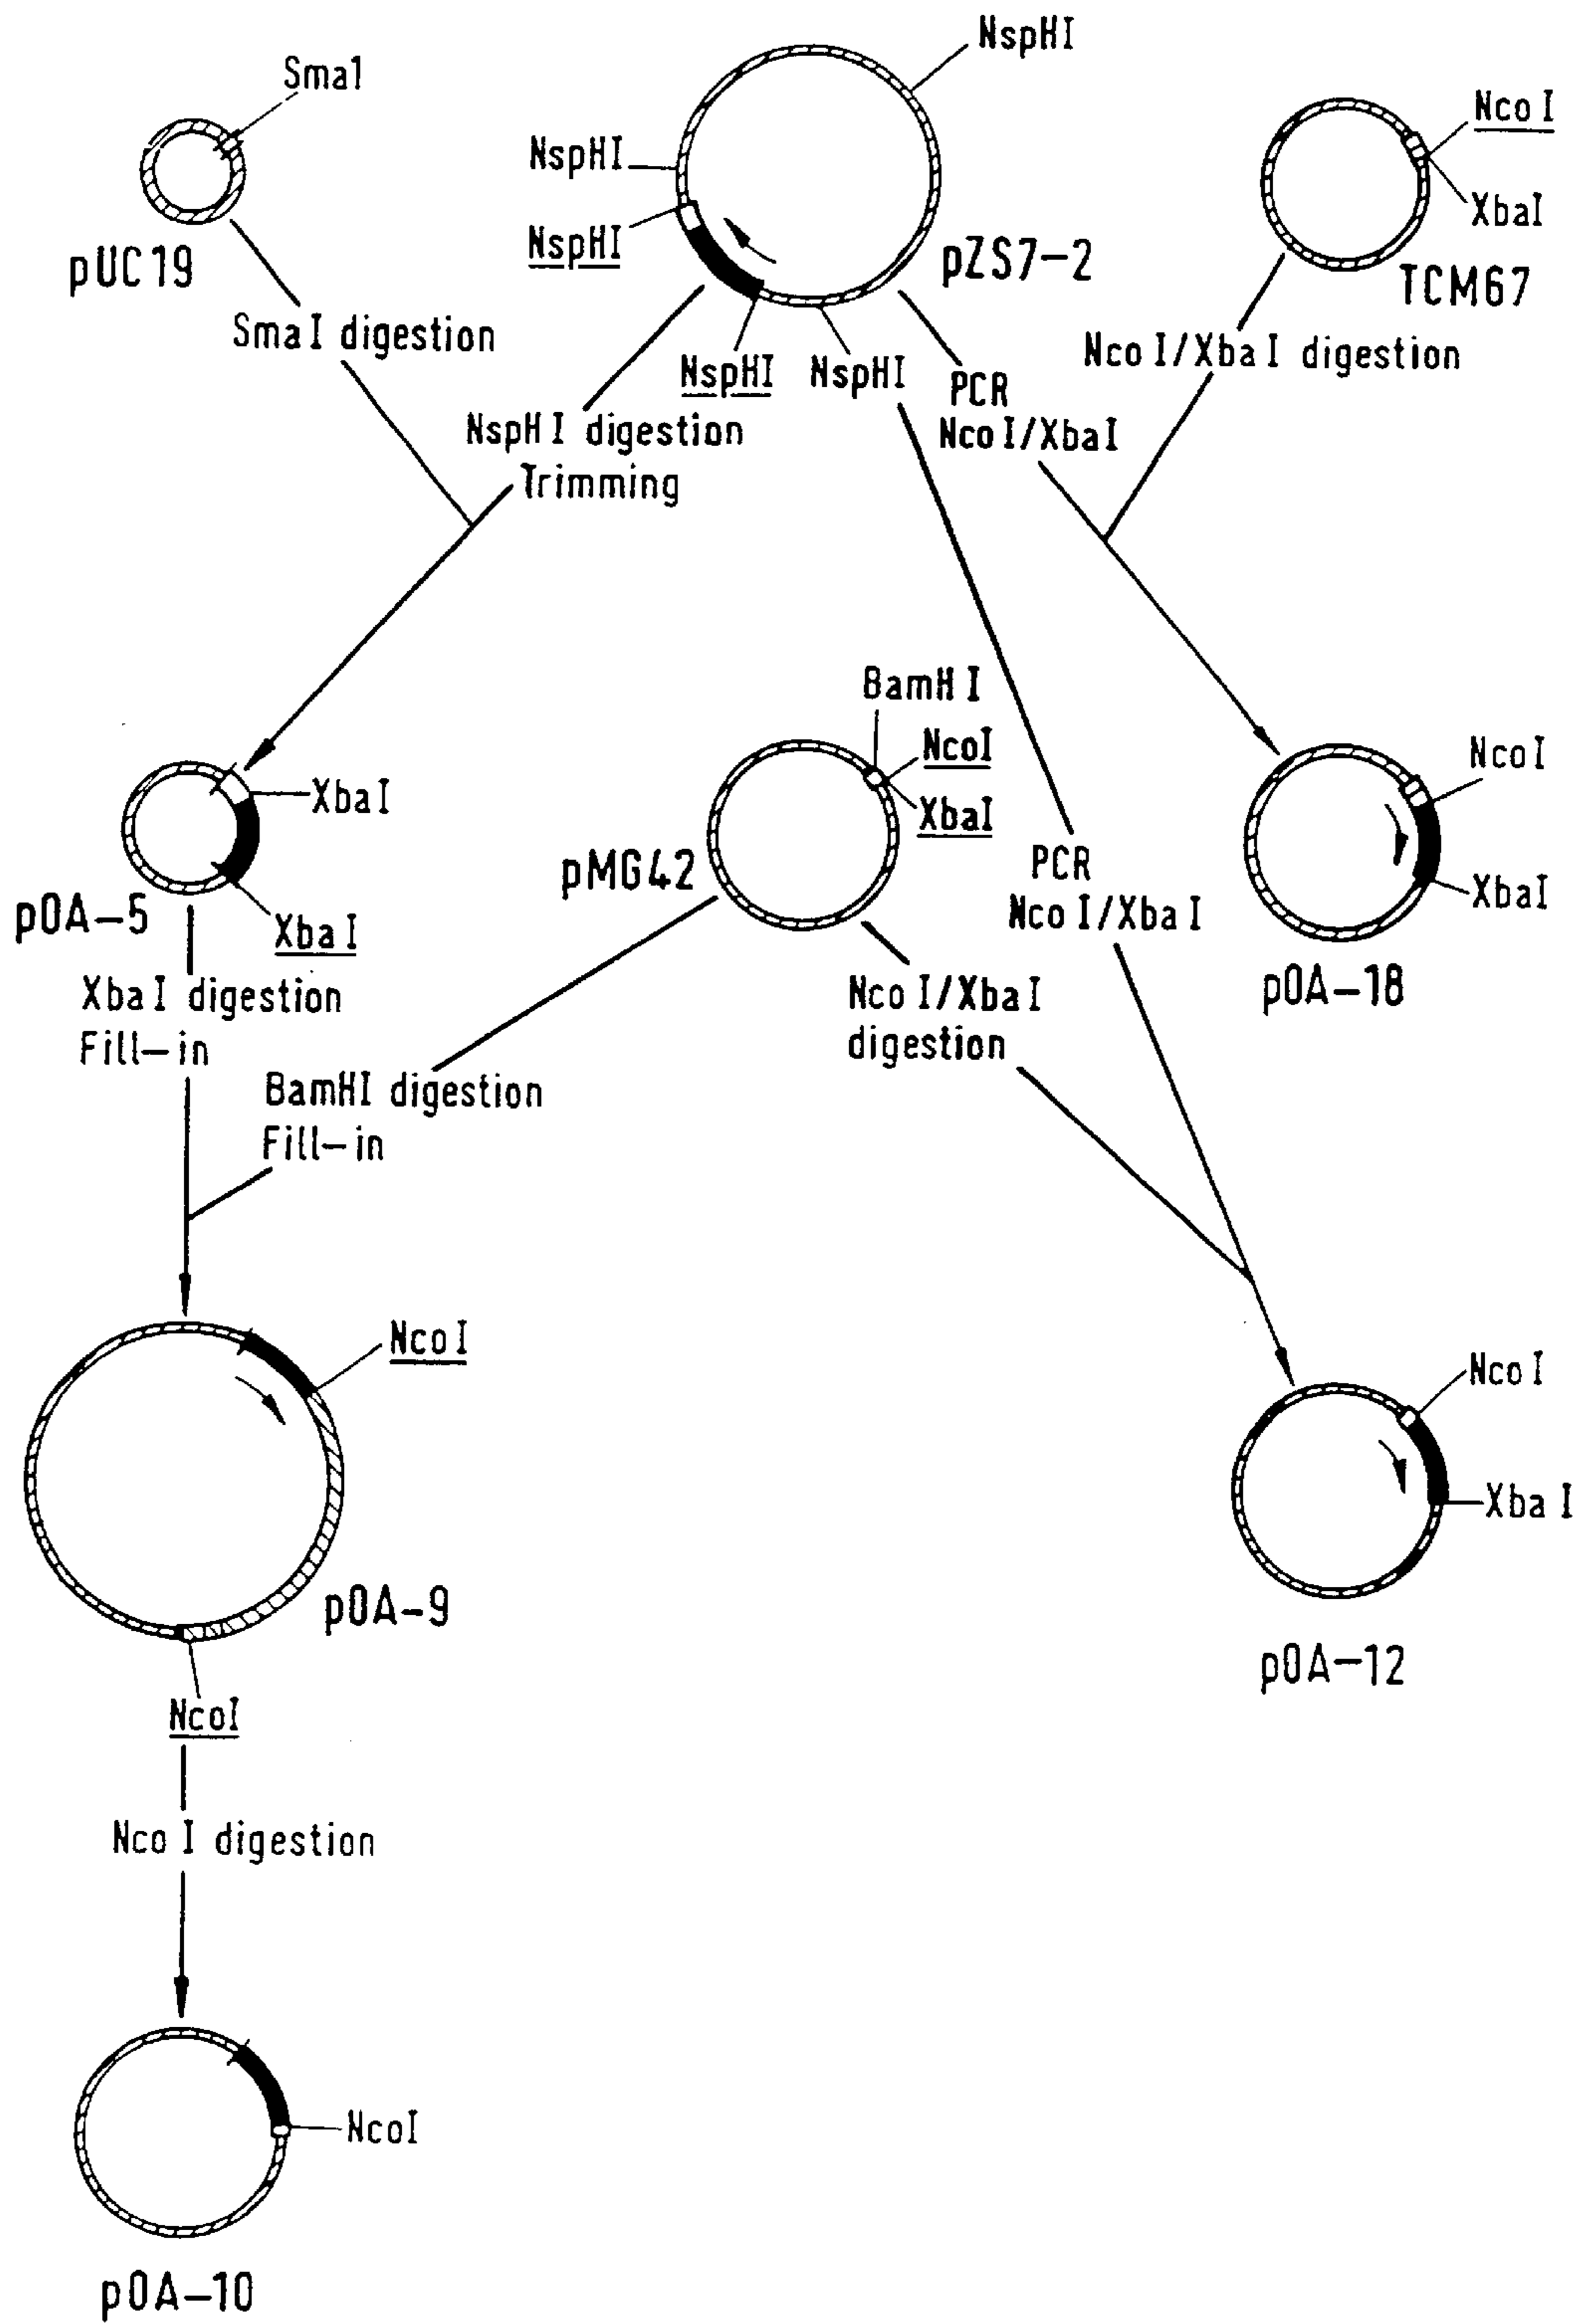 NspHI
Sma1
NcoI
NspHI
XbaI
NspHI
pUC19
pZS7-2
TCM67
SmaI digestion
NcoI/XbaI digestion
NspHI
NspHI
PCR
NcoI/XbaI
NspHI digestion
Trimming
BamHI
NcoI
NcoI
XbaI
XbaI
pMG42
PCR
NcoI/XbaI
XbaI
pOA-5
XbaI
pOA-18
XbaI digestion
Fill-in
NcoI/XbaI
digestion
BamHI digestion
Fill-in
NcoI
NcoI
XbaI
pOA-9
pOA-12
NcoI
NcoI digestion
NcoI
pOA-10